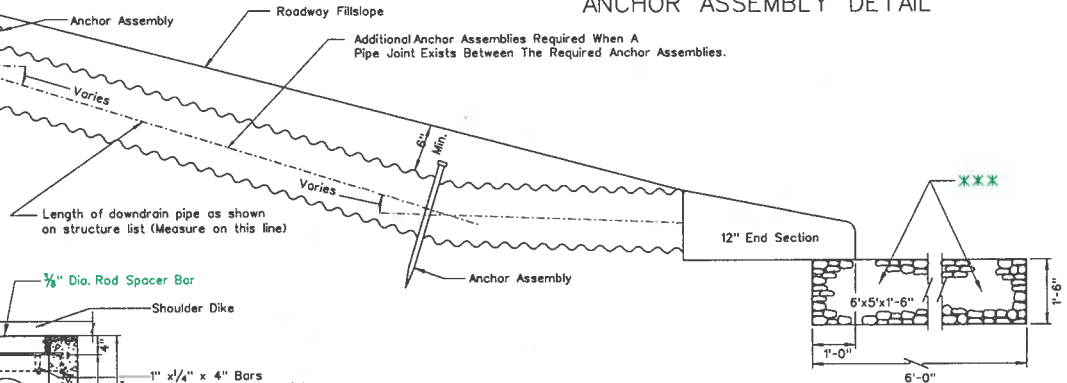 ANCHOR ASSEMBLY DETAIL
Anchor Assembly
Roadway Fillslope
Additional Anchor Assemblies Required When A
Pipe Joint Exists Between The Required Anchor Assemblies.
Varies
6"
Min.
Varies
***
Length of downdrain pipe as shown
on structure list (Measure on this line)
12" End Section
Anchor Assembly
⅜" Dia. Rod Spacer Bar
Shoulder Dike
6'x5'x1'-6"
1'-6"
4"
1'-0"
6'-0"
1" x¼" x 4" Bars